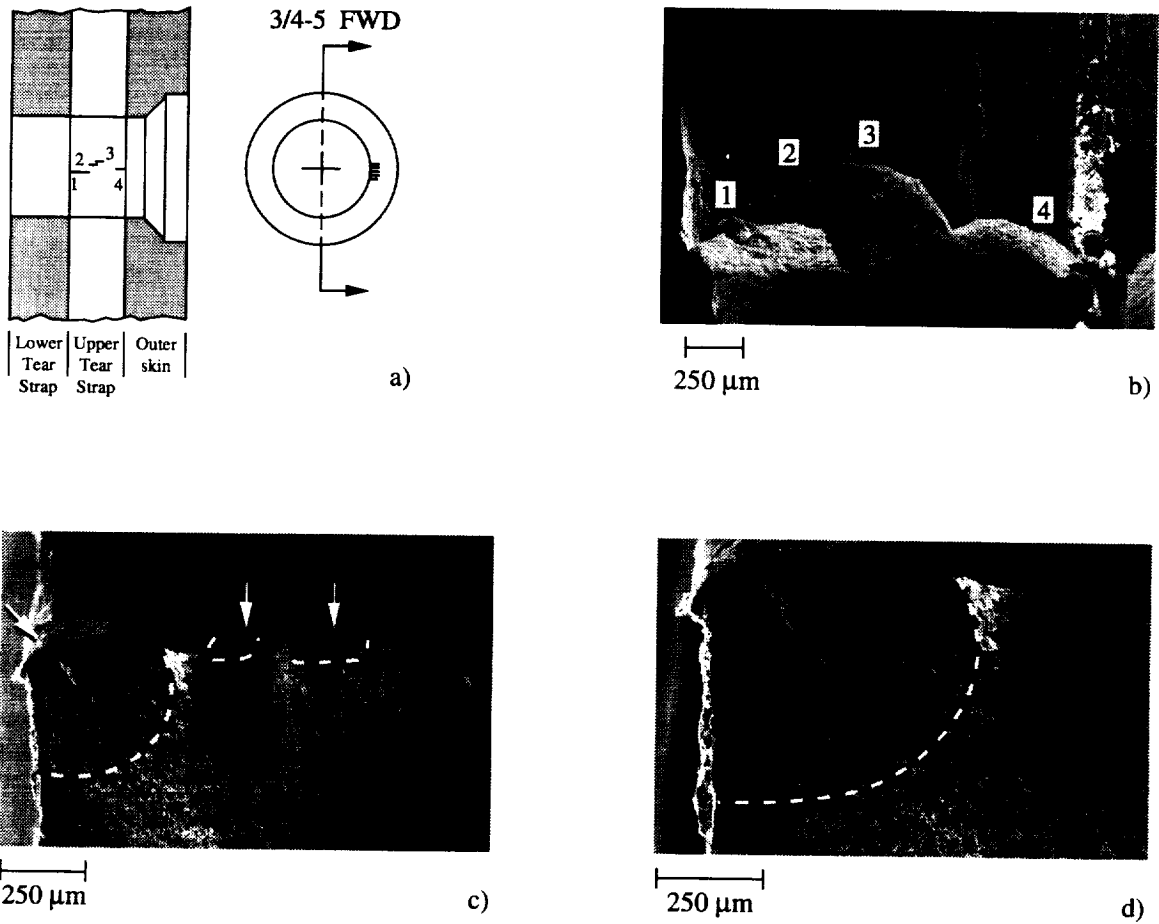 3/4-5 FWD
2 3
1 4
Lower Tear Strap
Upper Tear Strap
Outer skin
a)
1 2 3 4
250 μm
b)
250 μm
c)
250 μm
d)